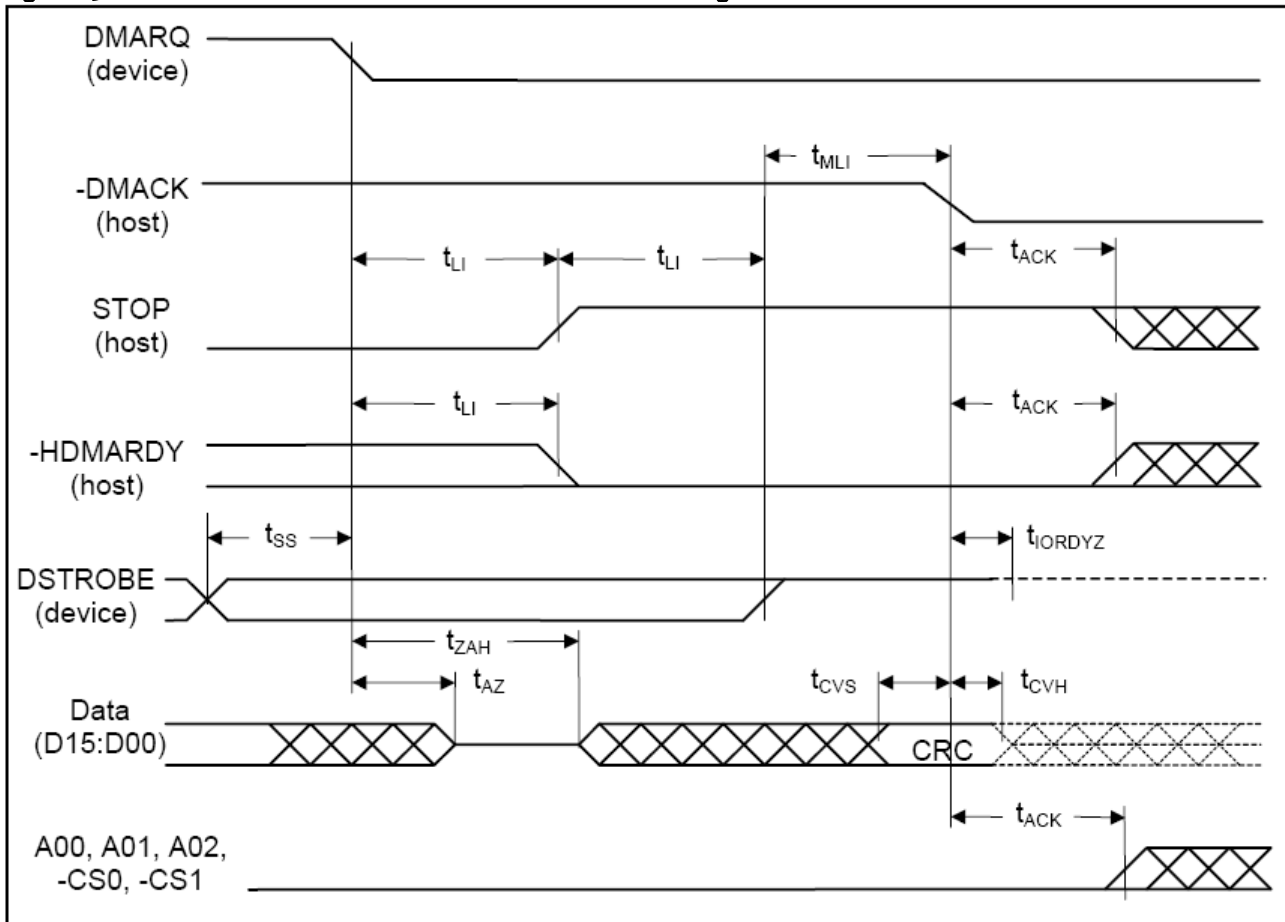 DMARQ
(device)
tMLI
-DMACK
(host)
tLI
tLI
tACK
STOP
(host)
tLI
tACK
-HDMARDY
(host)
tSS
tIORDYZ
DSTROBE
(device)
tZAH
tAZ
tCVS
tCVH
Data
(D15:D00)
CRC
tACK
A00, A01, A02,
-CS0, -CS1